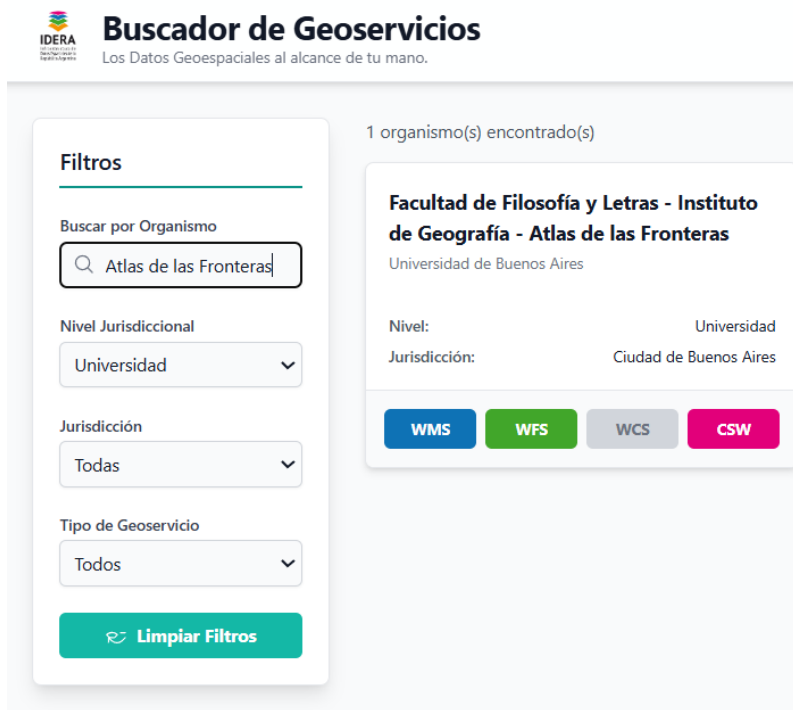 IDERA
Buscador de Geoservicios
Los Datos Geoespaciales al alcance de tu mano.
Filtros
Buscar por Organismo
Atlas de las Fronteras
Nivel Jurisdiccional
Universidad
Jurisdicción
Todas
Tipo de Geoservicio
Todos
Limpiar Filtros
1 organismo(s) encontrado(s)
Facultad de Filosofía y Letras - Instituto
de Geografía - Atlas de las Fronteras
Universidad de Buenos Aires
Nivel: Universidad
Jurisdicción: Ciudad de Buenos Aires
WMS WFS WCS CSW